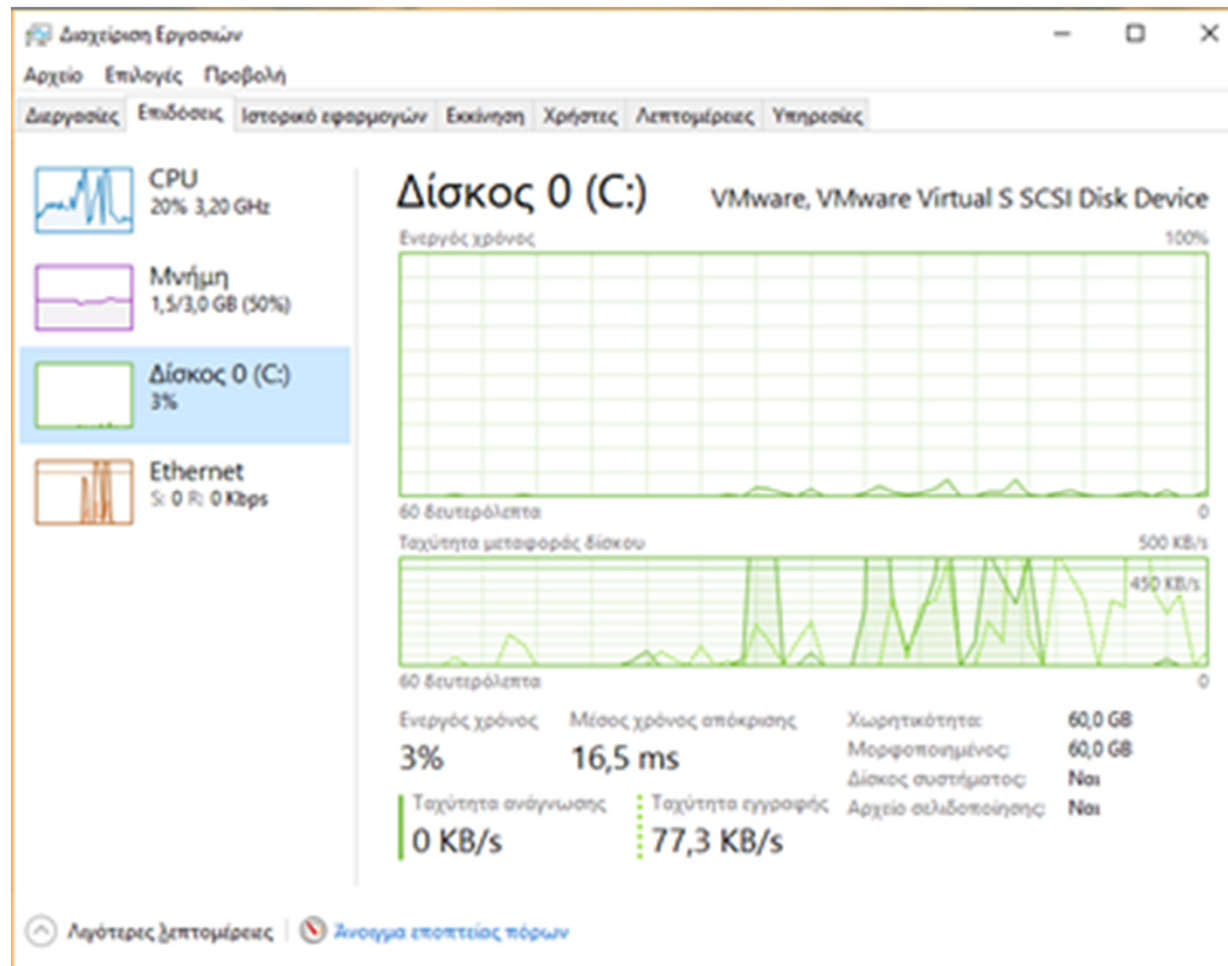 Διαχείριση Εργασιών
Αρχείο Επιλογές Προβολή
Διεργασίες Επιδόσεις Ιστορικό εφαρμογών Εκκίνηση Χρήστες Λεπτομέρειες Υπηρεσίες
CPU
20% 3,20 GHz
Μνήμη
1,5/3,0 GB (50%)
Δίσκος 0 (C:)
3%
Ethernet
S: 0 R: 0 Kbps
Δίσκος 0 (C:) VMware, VMware Virtual S SCSI Disk Device
Ενεργός χρόνος 100%
60 δευτερόλεπτα 0
Ταχύτητα μεταφοράς δίσκου 500 KB/s
450 KB/s
60 δευτερόλεπτα 0
Ενεργός χρόνος
3%
Μέσος χρόνος απόκρισης
16,5 ms
Ταχύτητα ανάγνωσης
0 KB/s
Ταχύτητα εγγραφής
77,3 KB/s
Χωρητικότητα: 60,0 GB
Μορφοποιημένος: 60,0 GB
Δίσκος συστήματος: Ναι
Αρχείο σελιδοποίησης: Ναι
Λιγότερες λεπτομέρειες Άνοιγμα εποπτείας πόρων